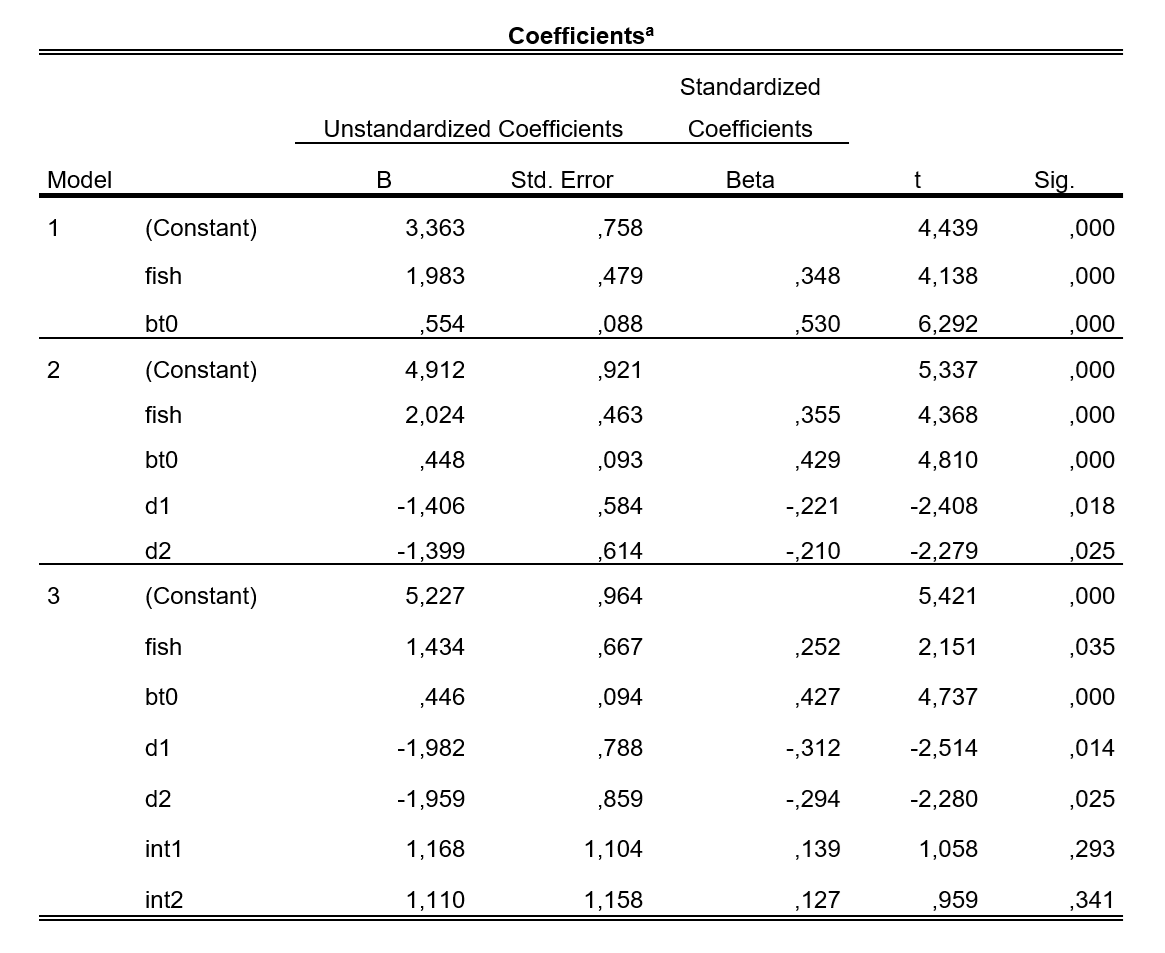 Coefficientsᵃ
Standardized
Unstandardized Coefficients Coefficients
Model B Std. Error Beta t Sig.
1 (Constant) 3,363 ,758 4,439 ,000
fish 1,983 ,479 ,348 4,138 ,000
bt0 ,554 ,088 ,530 6,292 ,000
2 (Constant) 4,912 ,921 5,337 ,000
fish 2,024 ,463 ,355 4,368 ,000
bt0 ,448 ,093 ,429 4,810 ,000
d1 -1,406 ,584 -,221 -2,408 ,018
d2 -1,399 ,614 -,210 -2,279 ,025
3 (Constant) 5,227 ,964 5,421 ,000
fish 1,434 ,667 ,252 2,151 ,035
bt0 ,446 ,094 ,427 4,737 ,000
d1 -1,982 ,788 -,312 -2,514 ,014
d2 -1,959 ,859 -,294 -2,280 ,025
int1 1,168 1,104 ,139 1,058 ,293
int2 1,110 1,158 ,127 ,959 ,341